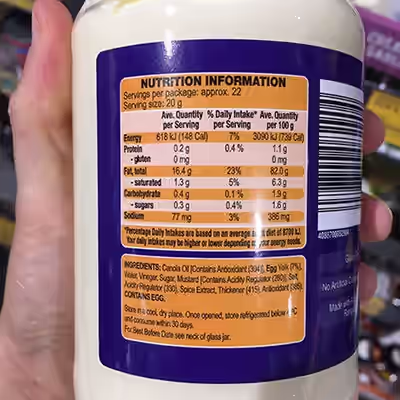 NUTRITION INFORMATION
Servings per package: approx. 22
Serving size: 20 g
Ave. Quantity % Daily Intake* Ave. Quantity
per Serving per Serving per 100 g
Energy 618 kJ (148 Cal) 7% 3090 kJ (739 Cal)
Protein 0.2 g 0.4 % 1.1 g
- gluten 0 mg 0 mg
Fat, total 16.4 g 23% 82.0 g
- saturated 1.3 g 5% 6.3 g
Carbohydrate 0.4 g 0.1 % 1.9 g
- sugars 0.3 g 0.4% 1.6 g
Sodium 77 mg 3% 386 mg
*Percentage Daily Intakes are based on an average adult diet of 8700 kJ.
Your daily intakes may be higher or lower depending on your energy needs.
INGREDIENTS: Canola Oil [Contains Antioxidant (304)], Egg Yolk (7%),
Water, Vinegar, Sugar, Mustard [Contains Acidity Regulator (260)], Salt,
Acidity Regulator (330), Spice Extract, Thickener (415), Antioxidant (385).
CONTAINS EGG.
Store in a cool, dry place. Once opened, store refrigerated below 4°C
and consume within 30 days.
For Best Before Date see neck of glass jar.
No Artificial
Made with